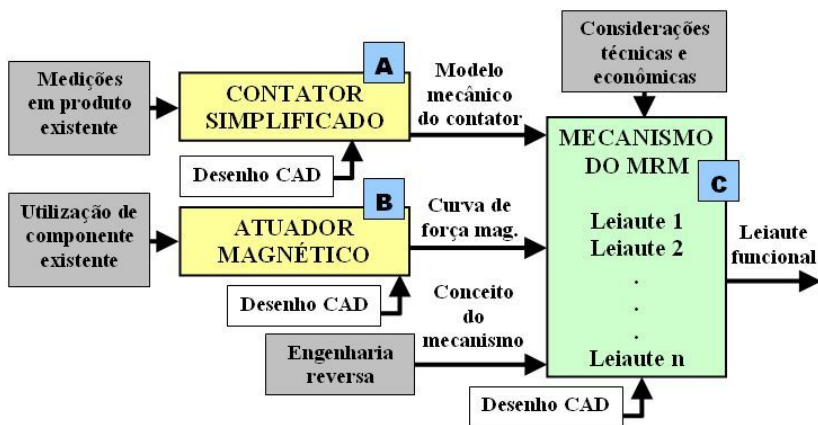 Medições
em produto
existente
A
CONTATOR
SIMPLIFICADO
Desenho CAD
Modelo
mecânico
do contator
Considerações
técnicas e
econômicas
Utilização de
componente
existente
B
ATUADOR
MAGNÉTICO
Desenho CAD
Curva de
força mag.
Engenharia
reversa
Conceito
do
mecanismo
MECANISMO
DO MRM
C
Leiaute 1
Leiaute 2
.
.
.
Leiaute n
Desenho CAD
Leiaute
funcional